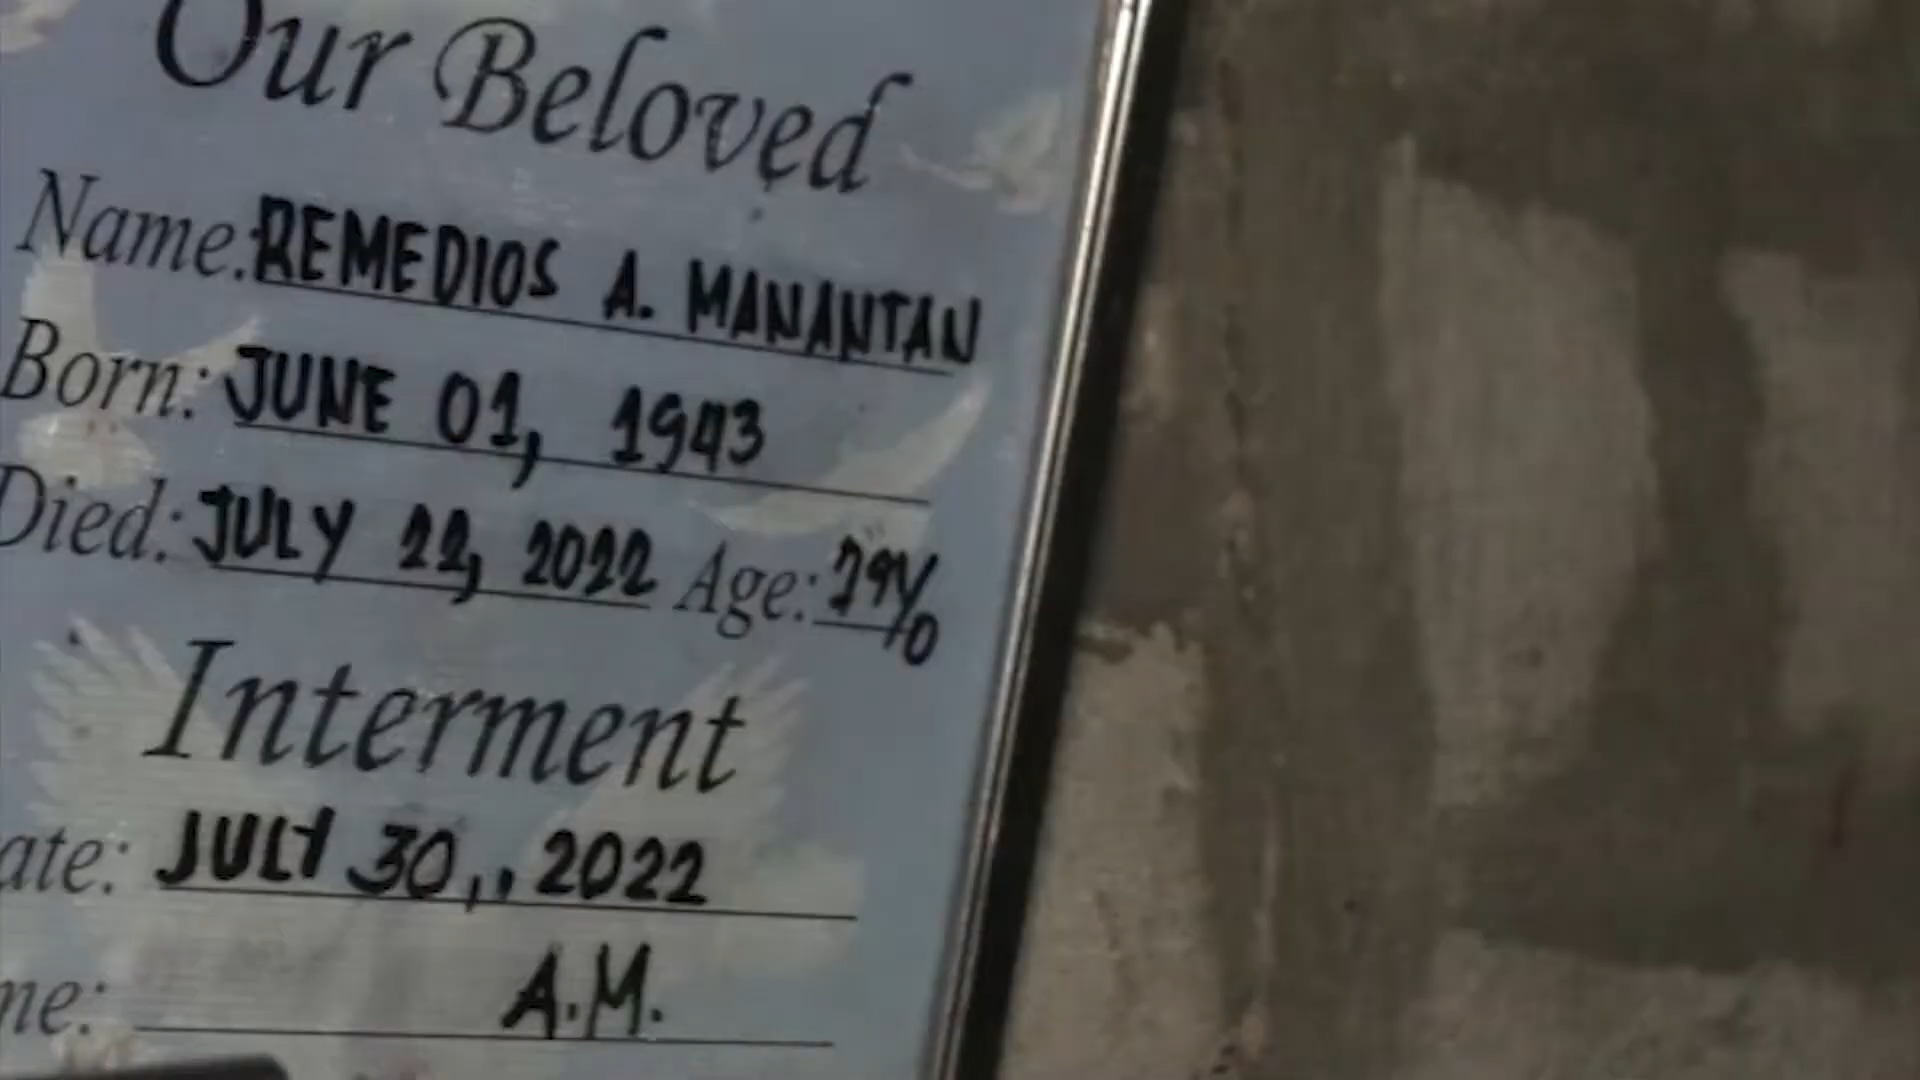 Our Beloved
Name: REMEDIOS A. MANANTAN
Born: JUNE 01, 1943
Died: JULY 22, 2022 Age: 79Y/O
Interment
ate: JULY 30,, 2022
me: A.M.